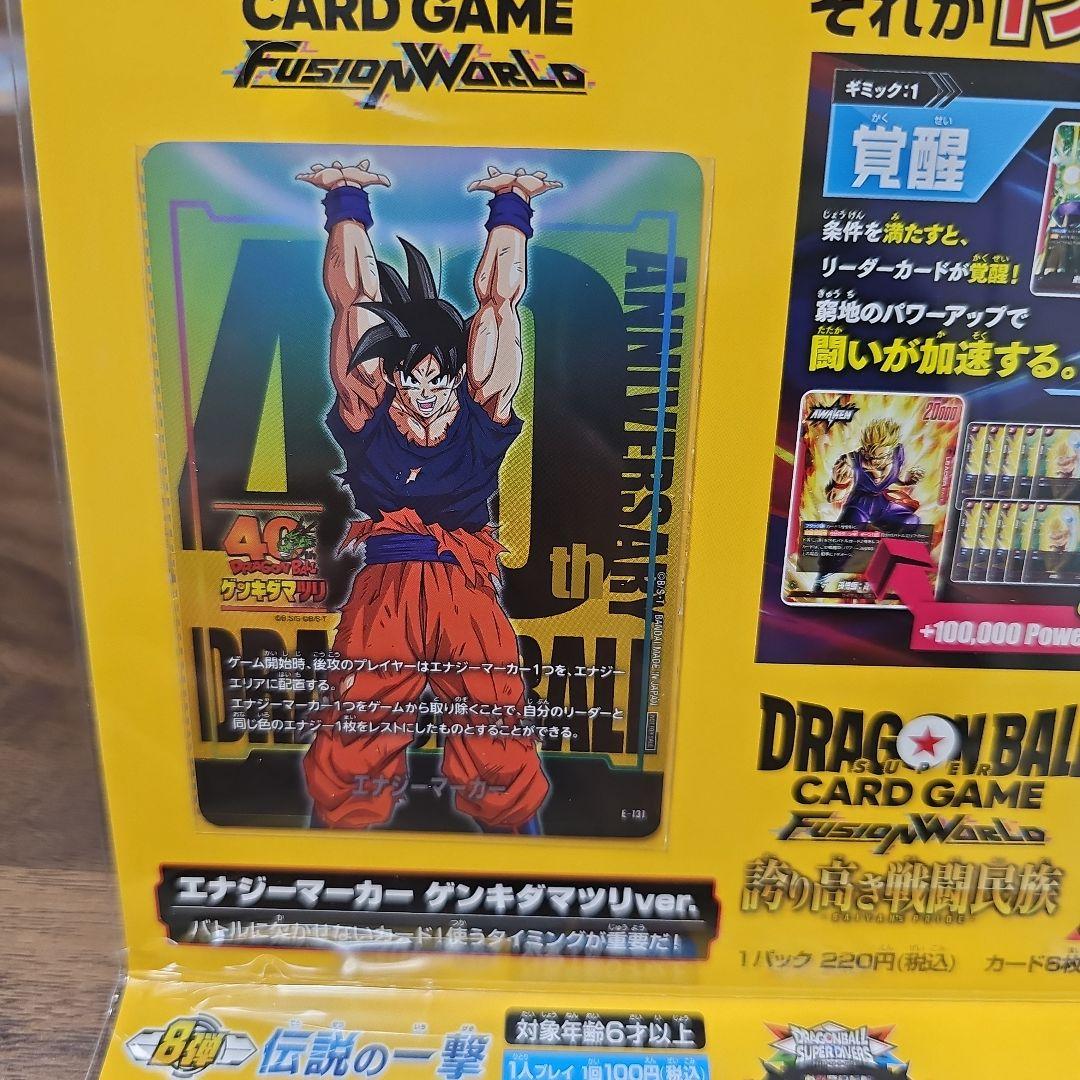 CARD GAME
FUSION WORLD
40
th
ANNIVERSARY
DRAGON BALL
40th
DRAGON BALL
ゲンキダマツリ
©B.S/S ©B/S･T
ゲーム開始時、後攻のプレイヤーはエナジーマーカー1つを、エナジー
エリアに配置する。
エナジーマーカー1つをゲームから取り除くことで、自分のリーダーと
同じ色のエナジー1枚をレストにしたものとすることができる。
エナジーマーカー
E-131
©B/S･T BANDAI MADE IN JAPAN
エナジーマーカー ゲンキダマツリver.
バトルに欠かせないカード!使うタイミングが重要だ!
8弾
伝説の一撃
対象年齢6才以上
1人プレイ 1回100円(税込)
ギミック:1
覚醒
条件を満たすと、
リーダーカードが覚醒!
窮地のパワーアップで
闘いが加速する。
AWAKEN
20000
+100,000 Powe
DRAGON BALL
SUPER
CARD GAME
FUSION WORLD
誇り高き戦闘民族
1パック 220円(税込) カード6枚
DRAGONBALL
SUPER DIVERS